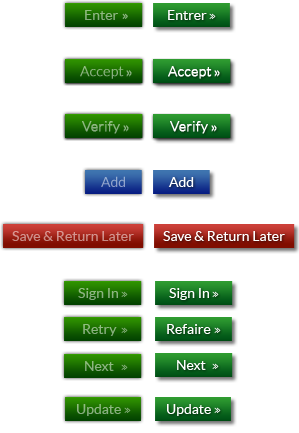 Enter » Entrer »
Accept » Accept »
Verify » Verify »
Add Add
Save & Return Later Save & Return Later
Sign In » Sign In »
Retry » Refaire »
Next » Next »
Update » Update »